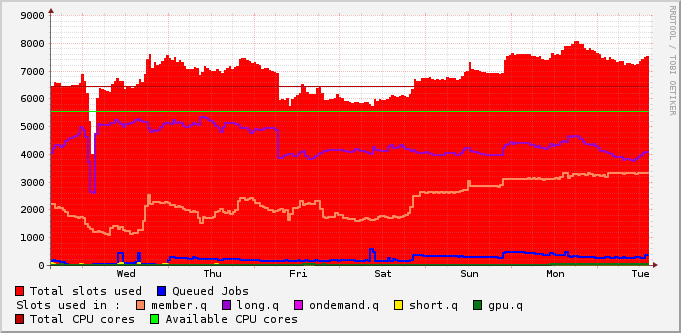 9000
8000
7000
6000
5000
4000
3000
2000
1000
0
Wed Thu Fri Sat Sun Mon Tue
RRDTOOL / TOBI OETIKER
Total slots used Queued Jobs
Slots used in : member.q long.q ondemand.q short.q gpu.q
Total CPU cores Available CPU cores